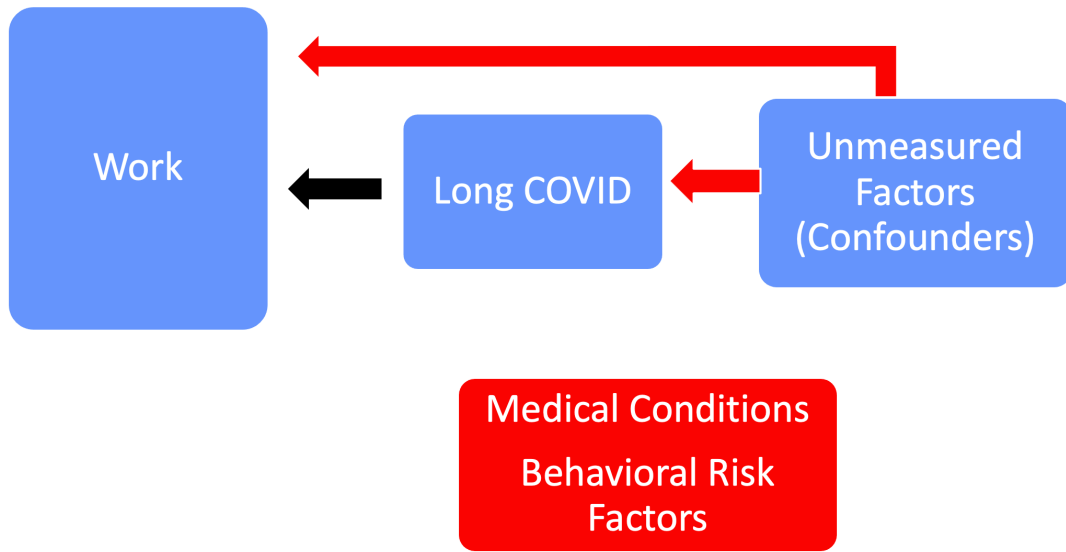 Work
Long COVID
Unmeasured
Factors
(Confounders)
Medical Conditions
Behavioral Risk
Factors